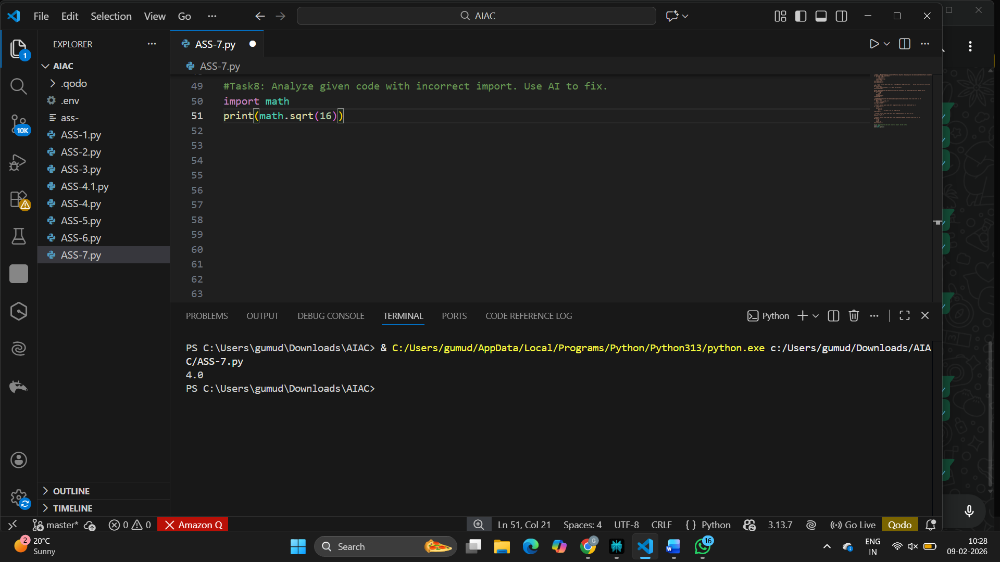 File Edit Selection View Go
AIAC
EXPLORER
1
AIAC
.qodo
.env
ass-
ASS-1.py
ASS-2.py
ASS-3.py
ASS-4.1.py
ASS-4.py
ASS-5.py
ASS-6.py
ASS-7.py
10K
OUTLINE
TIMELINE
ASS-7.py
ASS-7.py
49 #Task8: Analyze given code with incorrect import. Use AI to fix.
50 import math
51 print(math.sqrt(16))
52
53
54
55
56
57
58
59
60
61
62
63
PROBLEMS OUTPUT DEBUG CONSOLE TERMINAL PORTS CODE REFERENCE LOG
Python
PS C:\Users\gumud\Downloads\AIAC> & C:/Users/gumud/AppData/Local/Programs/Python/Python313/python.exe c:/Users/gumud/Downloads/AIA
C/ASS-7.py
4.0
PS C:\Users\gumud\Downloads\AIAC>
master* 0 0 Amazon Q Ln 51, Col 21 Spaces: 4 UTF-8 CRLF { } Python 3.13.7 Go Live Qodo
2 20°C
Sunny
Search
G
16
ENG
IN
10:28
09-02-2026